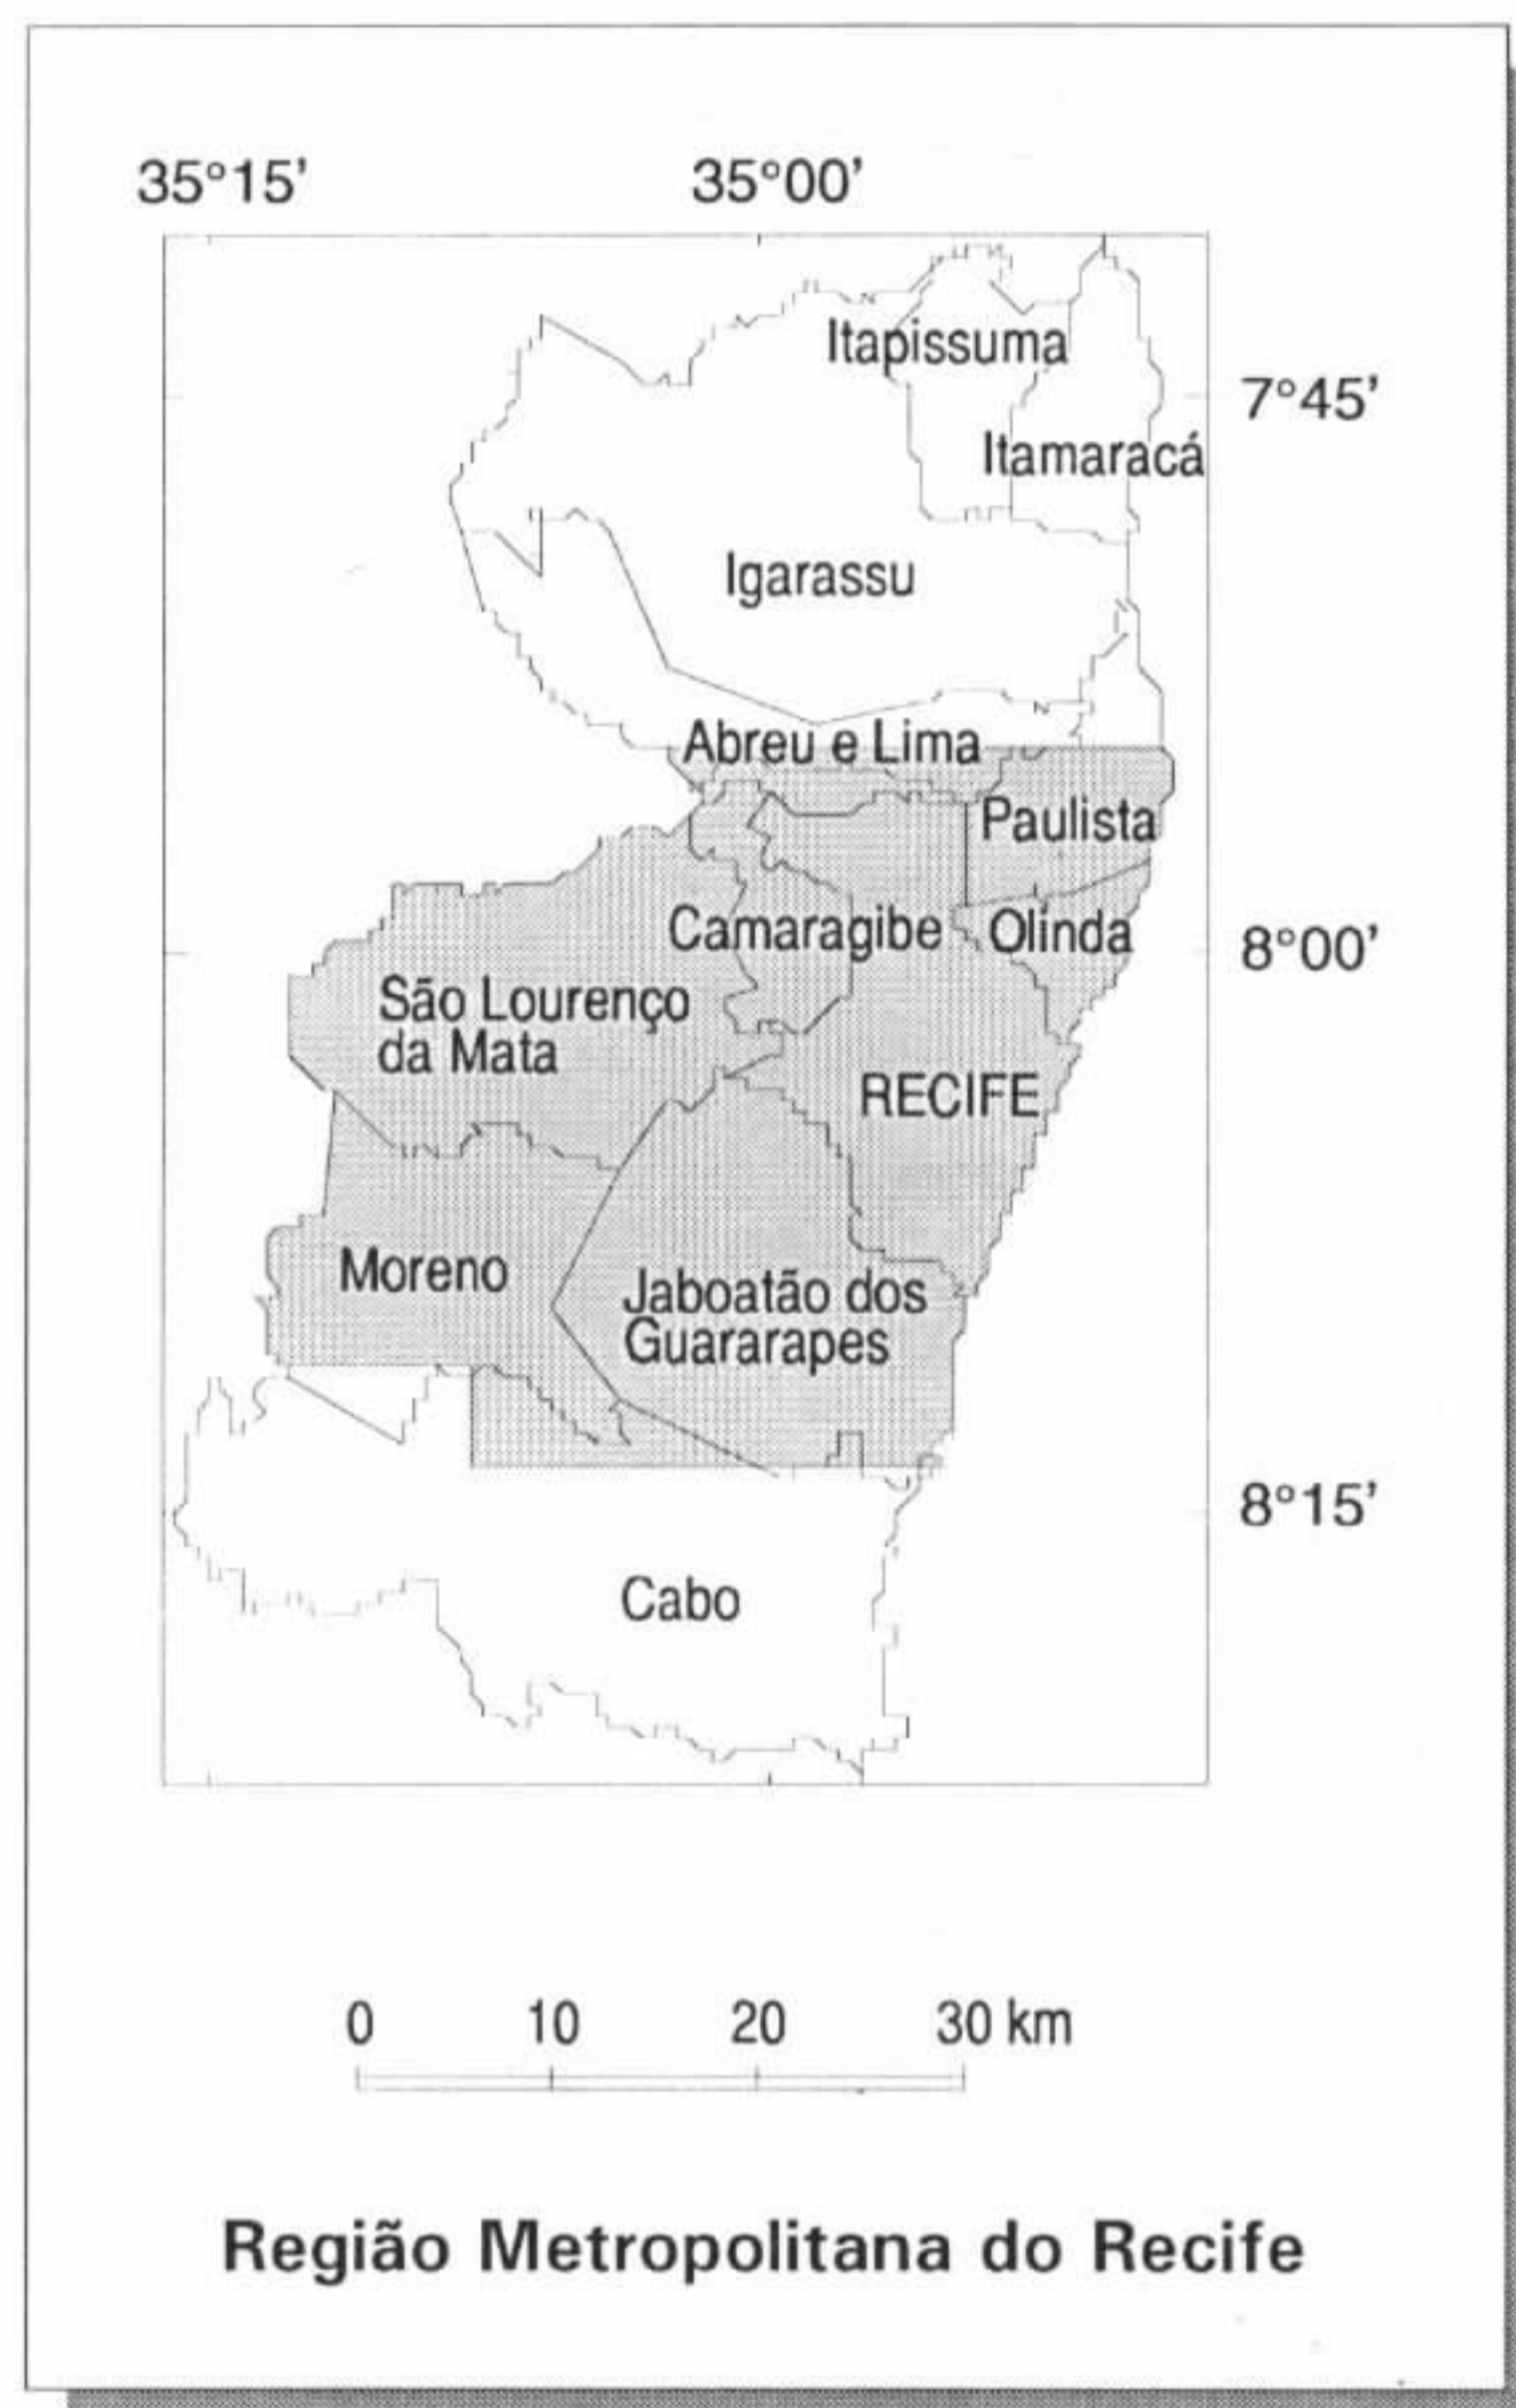 35°15' 35°00'
Itapissuma
7°45'
Itamaracá
Igarassu
Abreu e Lima
Paulista
Camaragibe
Olinda
8°00'
São Lourenço
da Mata
RECIFE
Moreno
Jaboatão dos
Guararapes
8°15'
Cabo
0 10 20 30 km
Região Metropolitana do Recife